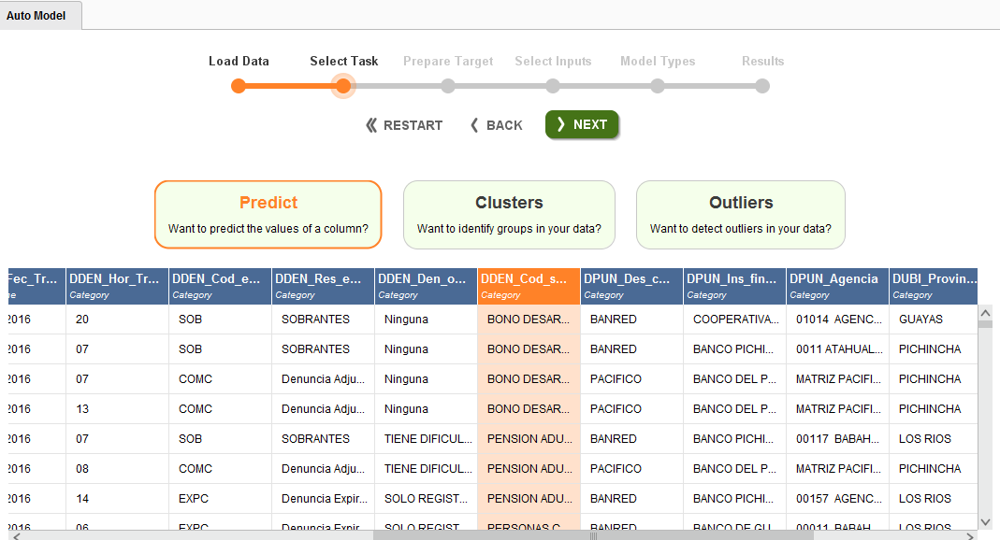 Auto Model
Load Data Select Task Prepare Target Select Inputs Model Types Results
RESTART BACK NEXT
Predict Clusters Outliers
Want to predict the values of a column? Want to identify groups in your data? Want to detect outliers in your data?
Fec_Tr... DDEN_Hor_Tr... DDEN_Cod_e... DDEN_Res_e... DDEN_Den_o... DDEN_Cod_s... DPUN_Des_c... DPUN_Ins_fin... DPUN_Agencia DUBI_Provin...
Category Category Category Category Category Category Category Category Category
2016 20 SOB SOBRANTES Ninguna BONO DESAR... BANRED COOPERATIVA... 01014 AGENC... GUAYAS
2016 07 SOB SOBRANTES Ninguna BONO DESAR... BANRED BANCO PICHI... 0011 ATAHUAL... PICHINCHA
2016 07 COMC Denuncia Adju... Ninguna BONO DESAR... PACIFICO BANCO DEL P... MATRIZ PACIFI... PICHINCHA
2016 13 COMC Denuncia Adju... Ninguna BONO DESAR... PACIFICO BANCO DEL P... MATRIZ PACIFI... PICHINCHA
2016 07 SOB SOBRANTES TIENE DIFICUL... PENSION ADU... BANRED BANCO PICHI... 00117 BABAH... LOS RIOS
2016 08 COMC Denuncia Adju... TIENE DIFICUL... PENSION ADU... PACIFICO BANCO DEL P... MATRIZ PACIFI... PICHINCHA
2016 14 EXPC Denuncia Expir... SOLO REGIST... PENSION ADU... BANRED BANCO PICHI... 00157 AGENC... LOS RIOS
2016 06 EXPC Denuncia Expir... SOLO REGIST... PERSONAS C... BANRED BANCO DE GU... 00011 BABAH... LOS RIOS